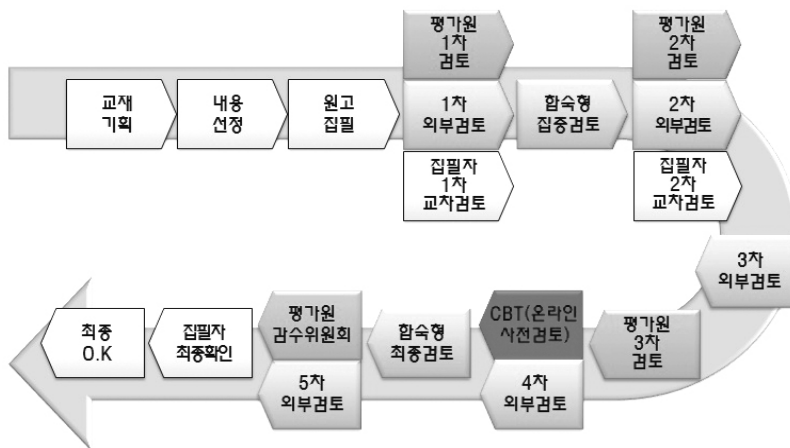 교재
기획
내용
선정
원고
집필
평가원
1차
검토
1차
외부검토
집필자
1차
교차검토
합숙형
집중검토
평가원
2차
검토
2차
외부검토
집필자
2차
교차검토
3차
외부검토
평가원
3차
검토
CBT(온라인
사전검토)
4차
외부검토
합숙형
최종검토
평가원
감수위원회
5차
외부검토
집필자
최종확인
최종
O.K